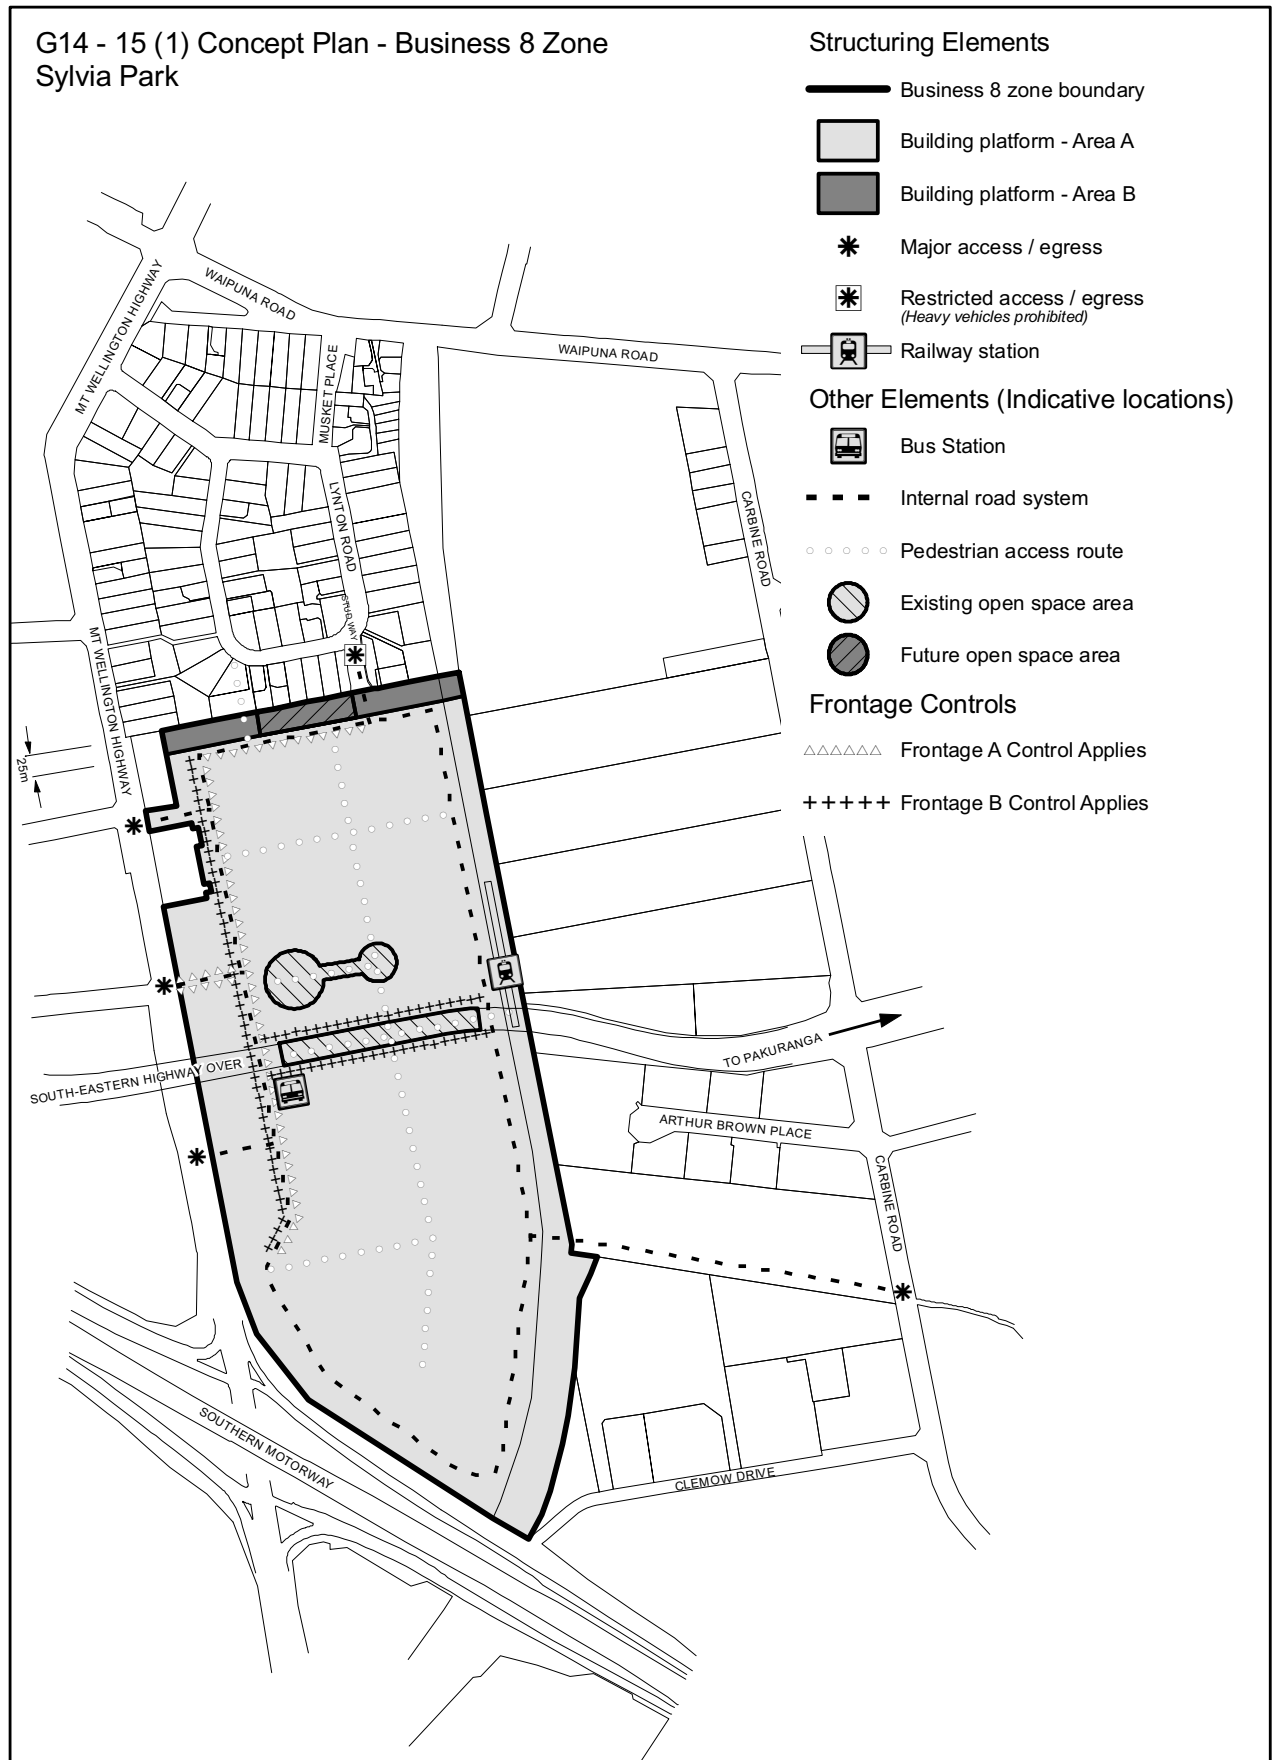 G14 - 15 (1) Concept Plan - Business 8 Zone
Sylvia Park
Structuring Elements
Business 8 zone boundary
Building platform - Area A
Building platform - Area B
Major access / egress
Restricted access / egress
(Heavy vehicles prohibited)
Railway station
Other Elements (Indicative locations)
Bus Station
Internal road system
Pedestrian access route
Existing open space area
Future open space area
Frontage Controls
Frontage A Control Applies
Frontage B Control Applies
WAIPUNA ROAD
MT WELLINGTON HIGHWAY
MUSKET PLACE
WAIPUNA ROAD
LYNTON ROAD
CARBINE ROAD
STUD WAY
MT WELLINGTON HIGHWAY
25m
SOUTH-EASTERN HIGHWAY OVER
TO PAKURANGA
ARTHUR BROWN PLACE
CARBINE ROAD
SOUTHERN MOTORWAY
CLEMOW DRIVE